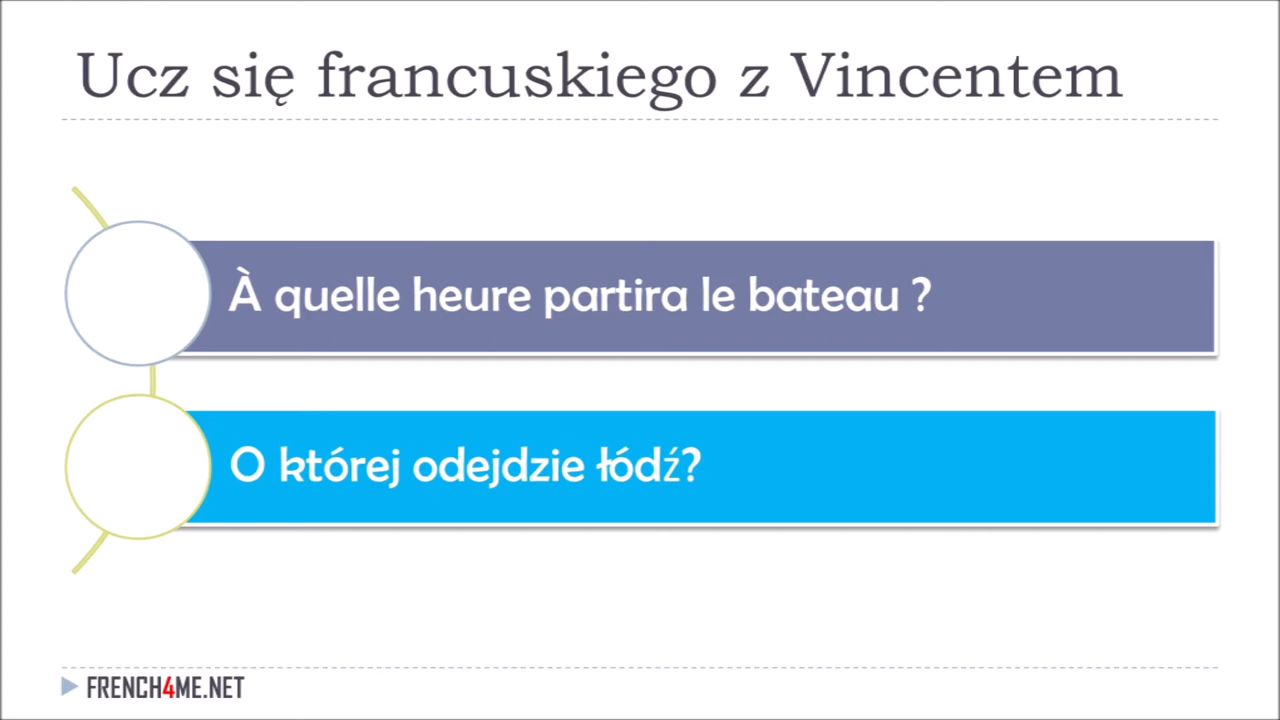 Ucz się francuskiego z Vincentem
À quelle heure partira le bateau ?
O której odejdzie łódź?
FRENCH4ME.NET